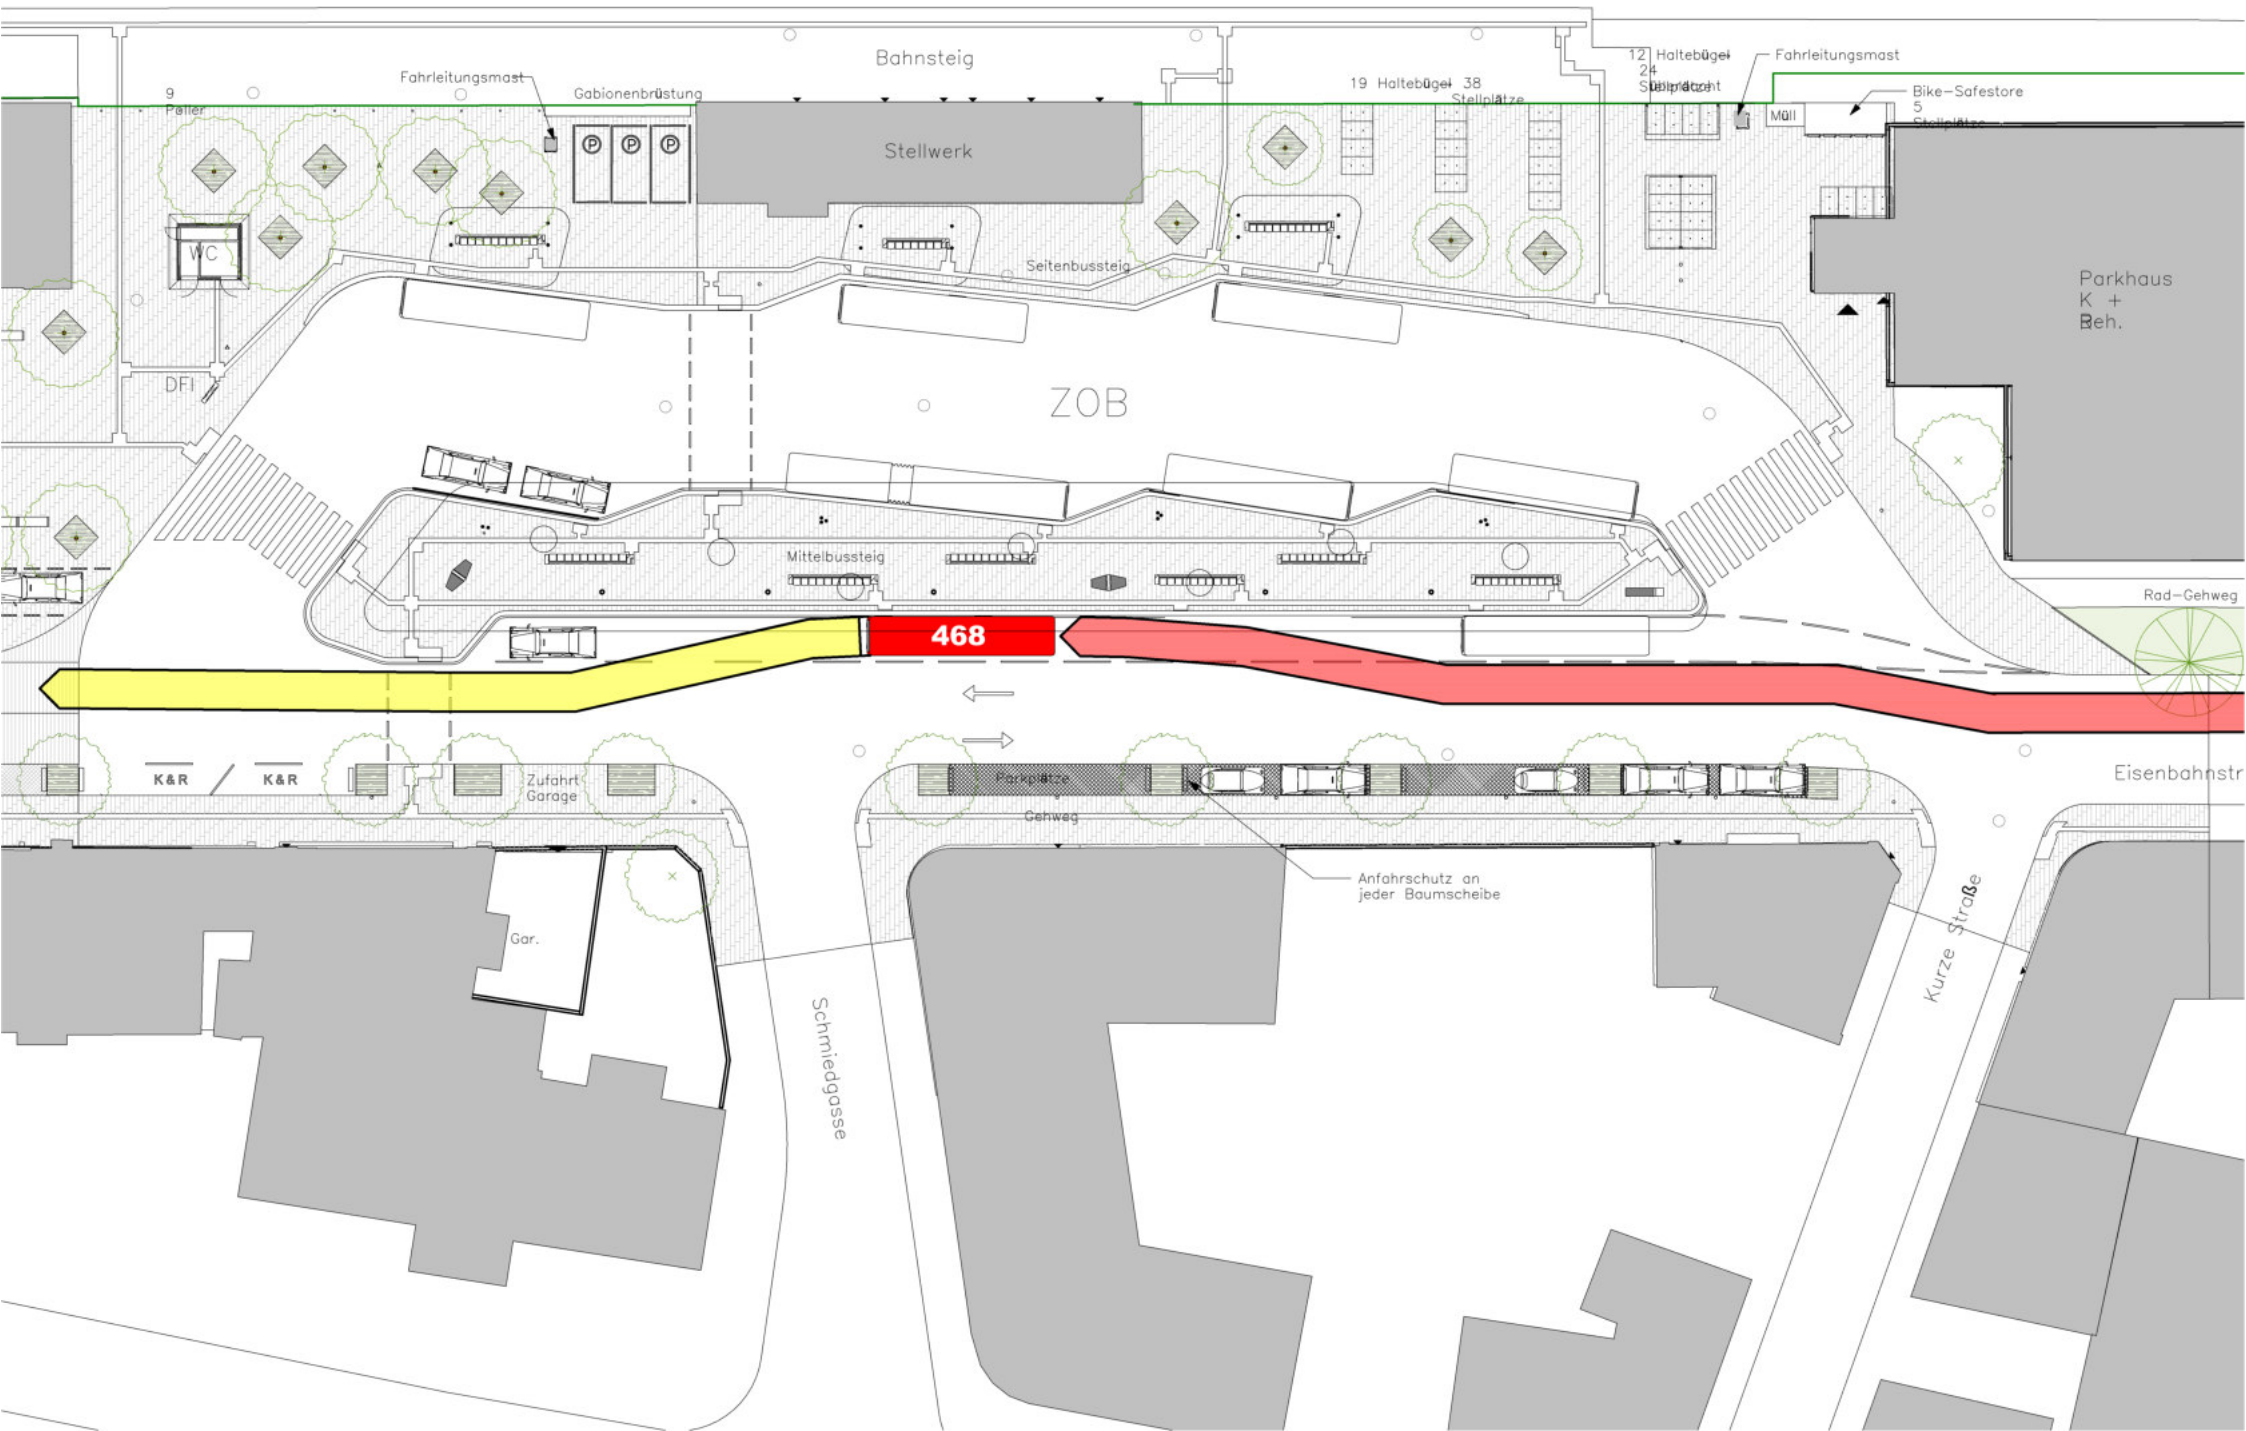 Bahnsteig
Fahrleitungsmast
Gabionenbrüstung
9
Poller
19 Haltebügel 38
Stellplätze
12 Haltebügel
24
Fahrleitungsmast
Bike-Safestore
5
Stellplätze
Müll
P P P
Stellwerk
WC
Seitenbussteig
Parkhaus
K +
DFI
ZOB
Mittelbussteig
Rad-Gehweg
468
K&R
K&R
Zufahrt
Garage
Parkplätze
Gehweg
Eisenbahnstr
Anfahrschutz an
jeder Baumscheibe
Gar.
Schmiedgasse
Kurze Straße